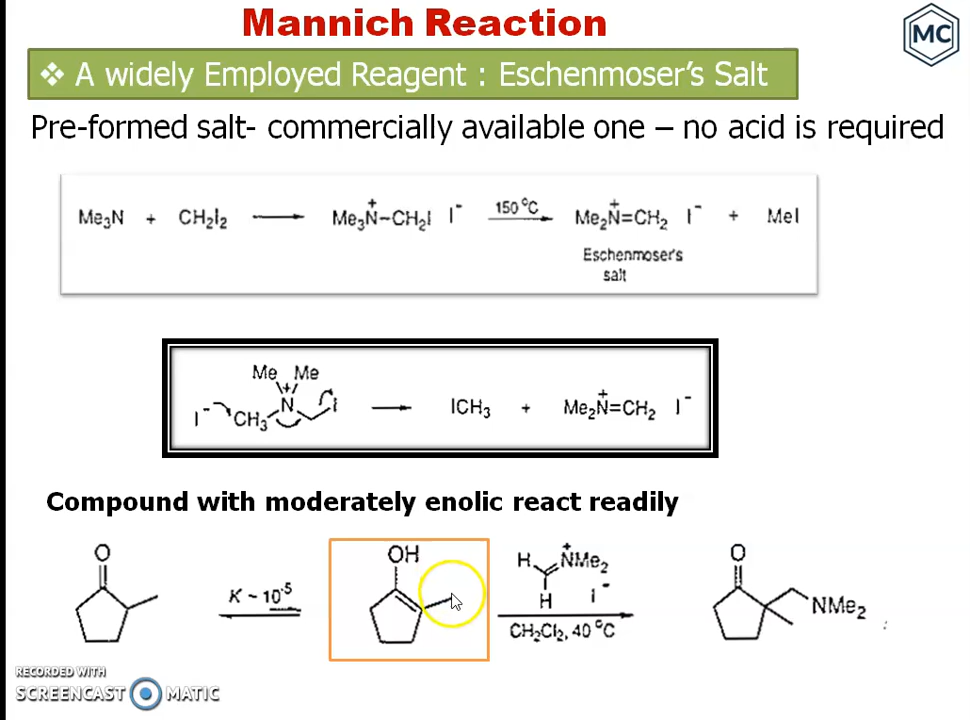 Mannich Reaction
MC
❖ A widely Employed Reagent : Eschenmoser's Salt
Pre-formed salt- commercially available one – no acid is required
Me₃N + CH₂I₂ ⟶ Me₃N⁺–CH₂I I⁻ 150 °C ⟶ Me₂N⁺=CH₂ I⁻ + MeI
Eschenmoser's
salt
Me Me
I⁻ CH₃ N⁺ I ⟶ ICH₃ + Me₂N⁺=CH₂ I⁻
Compound with moderately enolic react readily
O OH H NMe₂⁺ O
K ~ 10⁻⁵ H I⁻ NMe₂
CH₂Cl₂, 40 °C
RECORDED WITH
SCREENCAST MATIC